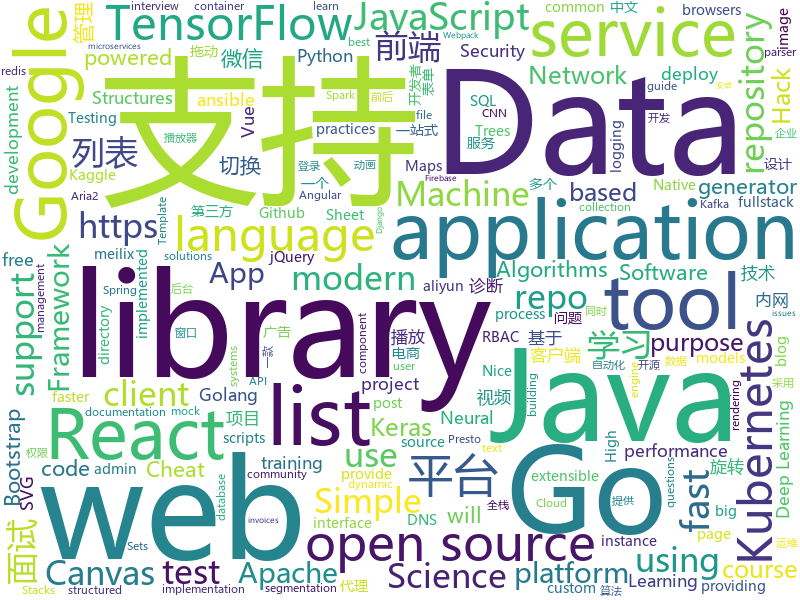 interview container learn common 中文 browsers
TensorFlow JavaScript service
Google 管理 powered 微信 前端 Python Security image parser
microservices best 拖动 开发者 表单 Spark 前后
redis Structures ansible Network deploy Hack
支持 Data repository
development Testing Vue file SQL CNN guide 安卓
practices 一站式 Trees 企业
列表 播放器 切换 服务 Maps logging 开发
Kaggle 登录 动画 一个 Native 运维
https language Machine based generator
Template 第三方 Github Angular 多个 Sheet Firebase Kafka fullstack
Aria2 application
free meilix jQuery collection Django
support Framework implemented solutions App modern repo Algorithms Software 技术
management Spring 后台 aliyun 诊断 内网
directory library tool
systems 广告 一款 播放 基于 process RBAC 问题 purpose
list Java 学习 客户端 电商 Nice 同时 issues
React client 窗口 project Golang 视频 models 数据 自动化 开源
Bootstrap code API component Keras Neural engine blog
faster user post building 采用
documentation mock source Presto rendering
admin scripts Go Kubernetes
面试 SVG Cheat 项目 use 平台 fast performance
权限 training Simple will High 旋转 Deep Learning
database text extensible
web provide DNS 全栈 提供 Cloud questions big page
community interface open source using instance custom
Canvas test Apache Science platform course
Stacks Sets dynamic Learning 设计 providing
structured implementation invoices segmentation 代理 算法
Webpack